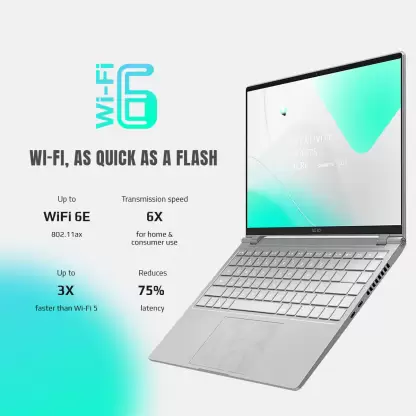 Wi-Fi 6
WI-FI, AS QUICK AS A FLASH
Up to
WiFi 6E
802.11ax
Transmission speed
6X
for home &
consumer use
Up to
3X
faster than Wi-Fi 5
Reduces
75%
latency